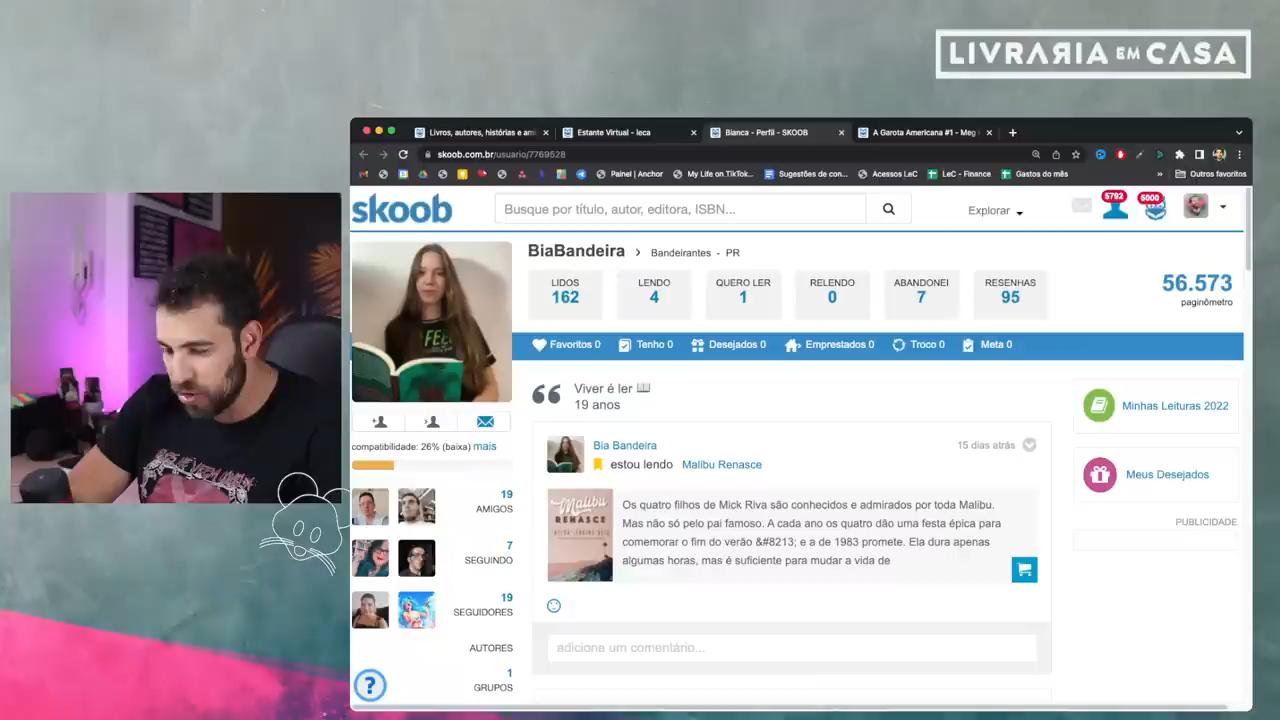 LIVRARIA EM CASA
Livros, autores, histórias e ami
Estante Virtual - leca
Bianca - Perfil - SKOOB
A Garota Americana #1 - Meg
skoob.com.br/usuario/7769528
Painel | Anchor
My Life on TikTok...
Sugestões de con...
Acessos LeC
LeC - Finance
Gastos do mês
Outros favoritos
skoob
Busque por título, autor, editora, ISBN...
Explorar
5792
5000
BiaBandeira
Bandeirantes - PR
LIDOS
162
LENDO
4
QUERO LER
1
RELENDO
0
ABANDONEI
7
RESENHAS
95
56.573
paginômetro
Favoritos 0
Tenho 0
Desejados 0
Emprestados 0
Troco 0
Meta 0
Viver é ler 📖
19 anos
compatibilidade: 26% (baixa) mais
19
AMIGOS
7
SEGUINDO
19
SEGUIDORES
AUTORES
1
GRUPOS
Bia Bandeira
15 dias atrás
estou lendo Malibu Renasce
MALIBU
RENASCE
Os quatro filhos de Mick Riva são conhecidos e admirados por toda Malibu.
Mas não só pelo pai famoso. A cada ano os quatro dão uma festa épica para
comemorar o fim do verão &#8213; e a de 1983 promete. Ela dura apenas
algumas horas, mas é suficiente para mudar a vida de
adicione um comentário...
Minhas Leituras 2022
Meus Desejados
PUBLICIDADE
?